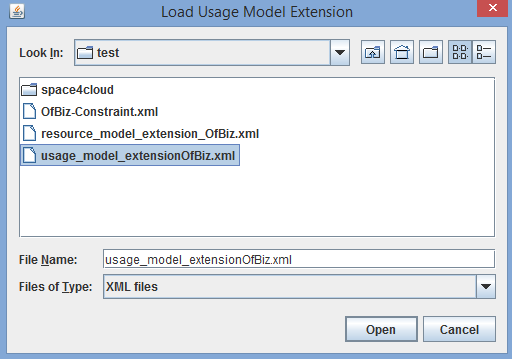 Load Usage Model Extension
Look In: test
space4cloud
OfBiz-Constraint.xml
resource_model_extension_OfBiz.xml
usage_model_extensionOfBiz.xml
File Name: usage_model_extensionOfBiz.xml
Files of Type: XML files
Open Cancel